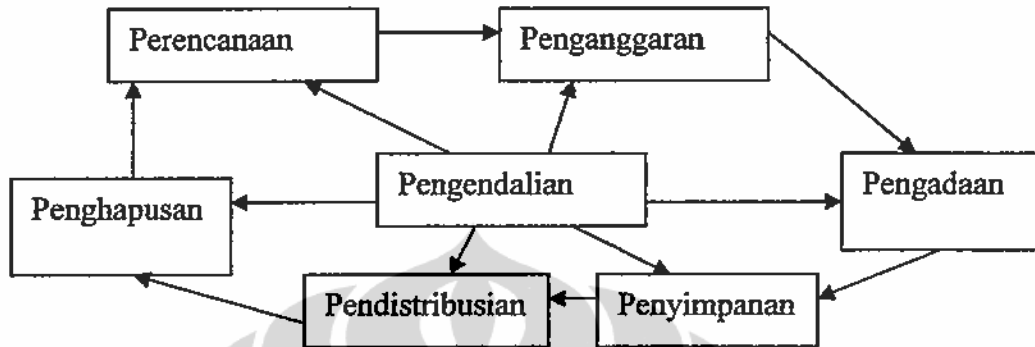 Perencanaan
Penganggaran
Pengendalian
Pengadaan
Penghapusan
Pendistribusian
Penyimpanan